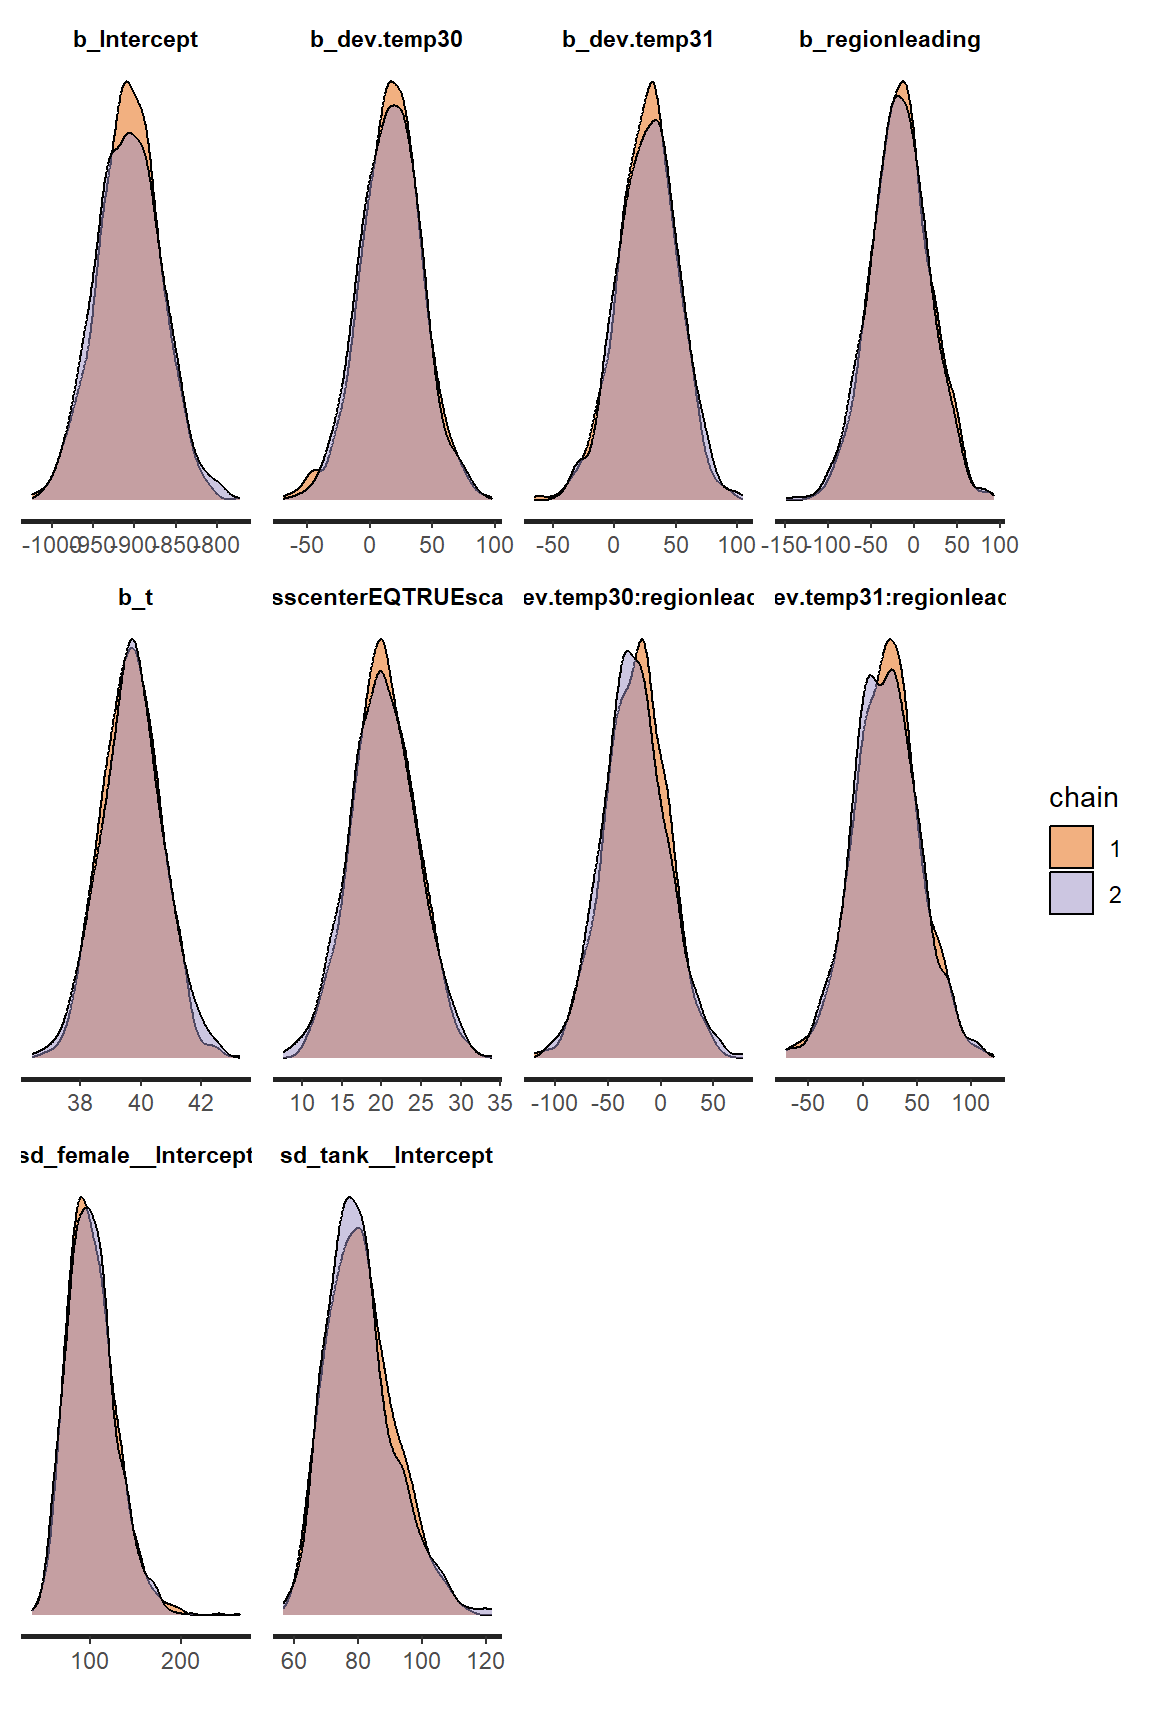 b_Intercept b_dev.temp30 b_dev.temp31 b_regionleading
-1000 -950 -900 -850 -800 -50 0 50 100 -50 0 50 100 -150 -100 -50 0 50 100
b_t sscenterEQTRUEsca ev.temp30:regionleac ev.temp31:regionleac
38 40 42 10 15 20 25 30 35 -100 -50 0 50 -50 0 50 100
chain
1
2
sd_female__Intercept sd_tank__Intercept
100 200 60 80 100 120